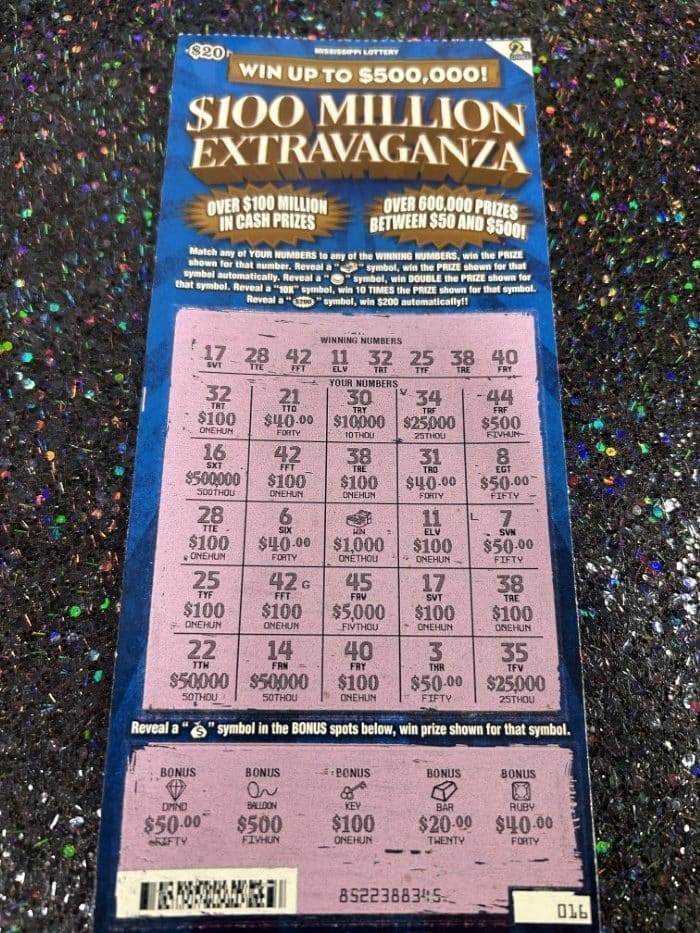 $20
MISSISSIPPI LOTTERY
WIN UP TO $500,000!
$100 MILLION
EXTRAVAGANZA
OVER $100 MILLION
IN CASH PRIZES
OVER 600,000 PRIZES
BETWEEN $50 AND $500!
Match any of YOUR NUMBERS to any of the WINNING NUMBERS, win the PRIZE
shown for that number. Reveal a " " symbol, win the PRIZE shown for that
symbol automatically. Reveal a " " symbol, win DOUBLE the PRIZE shown for
that symbol. Reveal a "10X" symbol, win 10 TIMES the PRIZE shown for that symbol.
Reveal a "$200" symbol, win $200 automatically!!
WINNING NUMBERS
17 28 42 11 32 25 38 40
SVT TTE FFT ELV TRT TYF TRE FRY
YOUR NUMBERS
32 21 30 34 44
TRT TTO TRY TRF FRF
$100 $40.00 $10,000 $25,000 $500
ONEHUN FORTY 10THOU 25THOU FIVHUN
16 42 38 31 8
SXT FFT TRE TRO EGT
$500,000 $100 $100 $40.00 $50.00
500THOU ONEHUN ONEHUN FORTY FIFTY
28 6 11 7
TTE SIX WIN ELV SVN
$100 $40.00 $1,000 $100 $50.00
ONEHUN FORTY ONETHOU ONEHUN FIFTY
25 42 G 45 17 38
TYF FFT FRV SVT TRE
$100 $100 $5,000 $100 $100
ONEHUN ONEHUN FIVTHOU ONEHUN ONEHUN
22 14 40 3 35
TTW FRN FRY THR TFV
$50,000 $50,000 $100 $50.00 $25,000
50THOU 50THOU ONEHUN FIFTY 25THOU
Reveal a "$" symbol in the BONUS spots below, win prize shown for that symbol.
BONUS BONUS BONUS BONUS BONUS
DMND BALLOON KEY BAR RUBY
$50.00 $500 $100 $20.00 $40.00
FIFTY FIVHUN ONEHUN TWENTY FORTY
8522388345
016